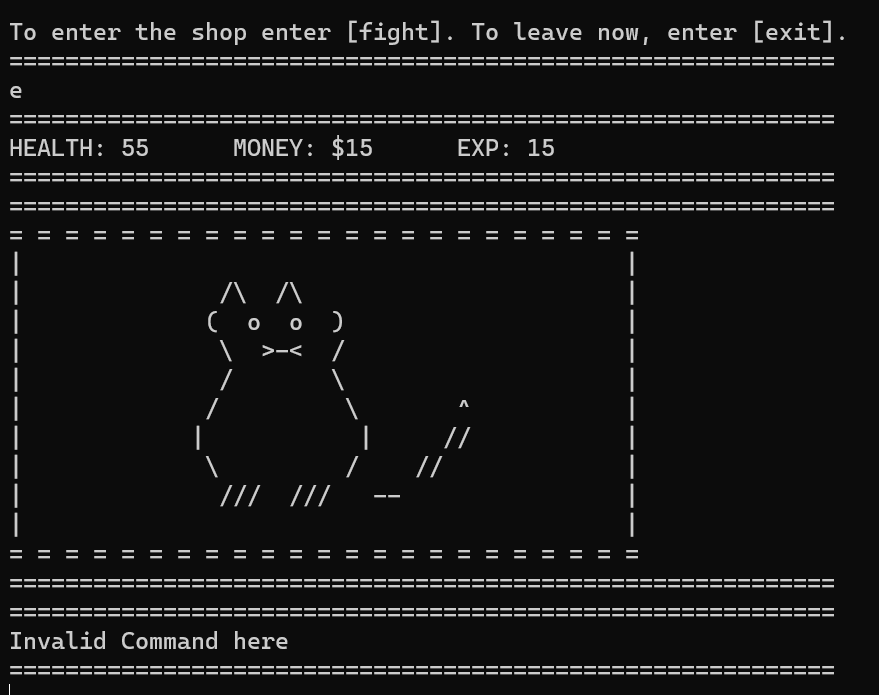 To enter the shop enter [fight]. To leave now, enter [exit].
===========================================================
e
===========================================================
HEALTH: 55      MONEY: $15      EXP: 15
===========================================================
===========================================================
= = = = = = = = = = = = = = = = = = = = = = =
|                                           |
|              /\  /\                       |
|             (  o  o  )                    |
|              \  >-<  /                    |
|              /       \                    |
|             /         \       ^           |
|            |           |     //           |
|             \         /    //             |
|              ///  ///   --                |
|                                           |
= = = = = = = = = = = = = = = = = = = = = = =
===========================================================
===========================================================
Invalid Command here
===========================================================